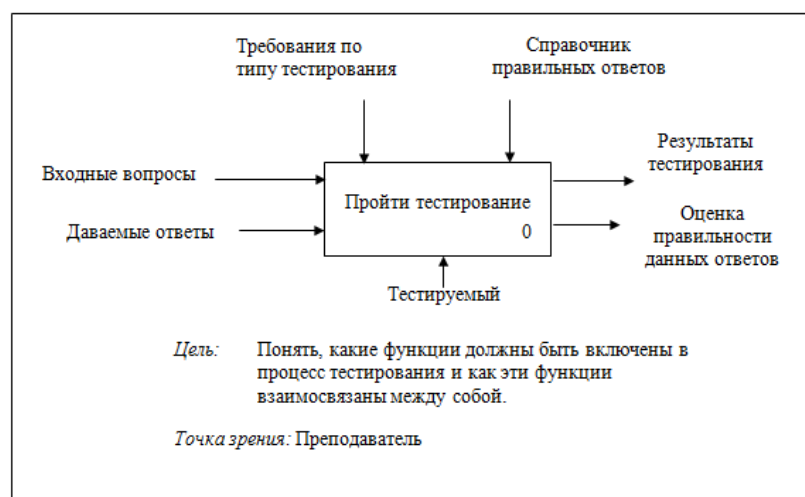 Требования по
типу тестирования
Справочник
правильных ответов
Входные вопросы
Даваемые ответы
Пройти тестирование
0
Результаты
тестирования
Оценка
правильности
данных ответов
Тестируемый
Цель: Понять, какие функции должны быть включены в
процесс тестирования и как эти функции
взаимосвязаны между собой.
Точка зрения: Преподаватель